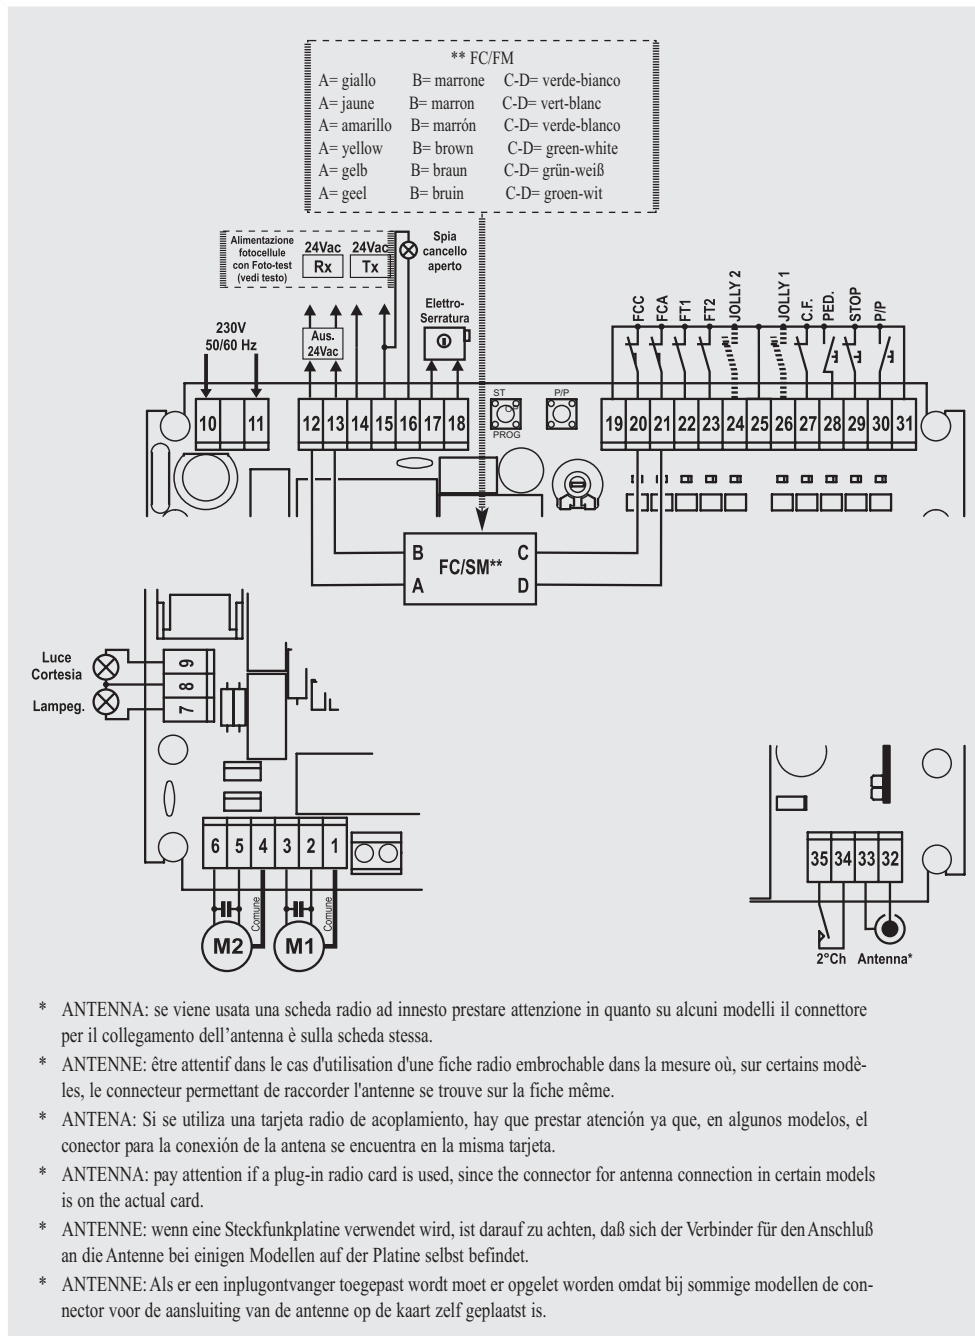 ** FC/FM
A= giallo B= marrone C-D= verde-bianco
A= jaune B= marron C-D= vert-blanc
A= amarillo B= marrón C-D= verde-blanco
A= yellow B= brown C-D= green-white
A= gelb B= braun C-D= grün-weiß
A= geel B= bruin C-D= groen-wit
Alimentazione
fotocellule
con Foto-test
(vedi testo)
24Vac 24Vac
Rx Tx
Spia
cancello
aperto
Elettro-
Serratura
230V
50/60 Hz
Aus.
24Vac
FCC FCA FT1 FT2 JOLLY 2 JOLLY 1 C.F. PED. STOP P/P
ST P/P
OP
PROG
10 11 12 13 14 15 16 17 18 19 20 21 22 23 24 25 26 27 28 29 30 31
B C
FC/SM**
A D
Luce
Cortesia
Lampeg.
9
8
7
6 5 4 3 2 1
Comune Comune
M2 M1
35 34 33 32
2°Ch Antenna*
* ANTENNA: se viene usata una scheda radio ad innesto prestare attenzione in quanto su alcuni modelli il connettore
per il collegamento dell'antenna è sulla scheda stessa.
* ANTENNE: être attentif dans le cas d'utilisation d'une fiche radio embrochable dans la mesure où, sur certains modè-
les, le connecteur permettant de raccorder l'antenne se trouve sur la fiche même.
* ANTENA: Si se utiliza una tarjeta radio de acoplamiento, hay que prestar atención ya que, en algunos modelos, el
conector para la conexión de la antena se encuentra en la misma tarjeta.
* ANTENNA: pay attention if a plug-in radio card is used, since the connector for antenna connection in certain models
is on the actual card.
* ANTENNE: wenn eine Steckfunkplatine verwendet wird, ist darauf zu achten, daß sich der Verbinder für den Anschluß
an die Antenne bei einigen Modellen auf der Platine selbst befindet.
* ANTENNE: Als er een inplugontvanger toegepast wordt moet er opgelet worden omdat bij sommige modellen de con-
nector voor de aansluiting van de antenne op de kaart zelf geplaatst is.